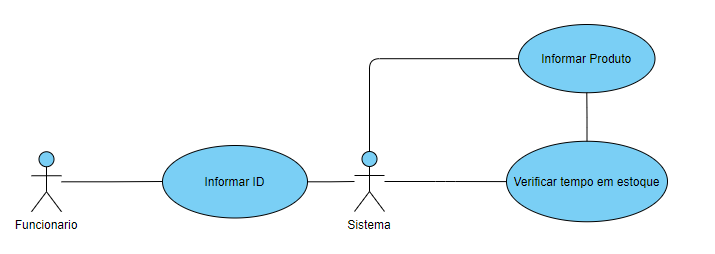 Informar Produto
Informar ID
Verificar tempo em estoque
Funcionario
Sistema